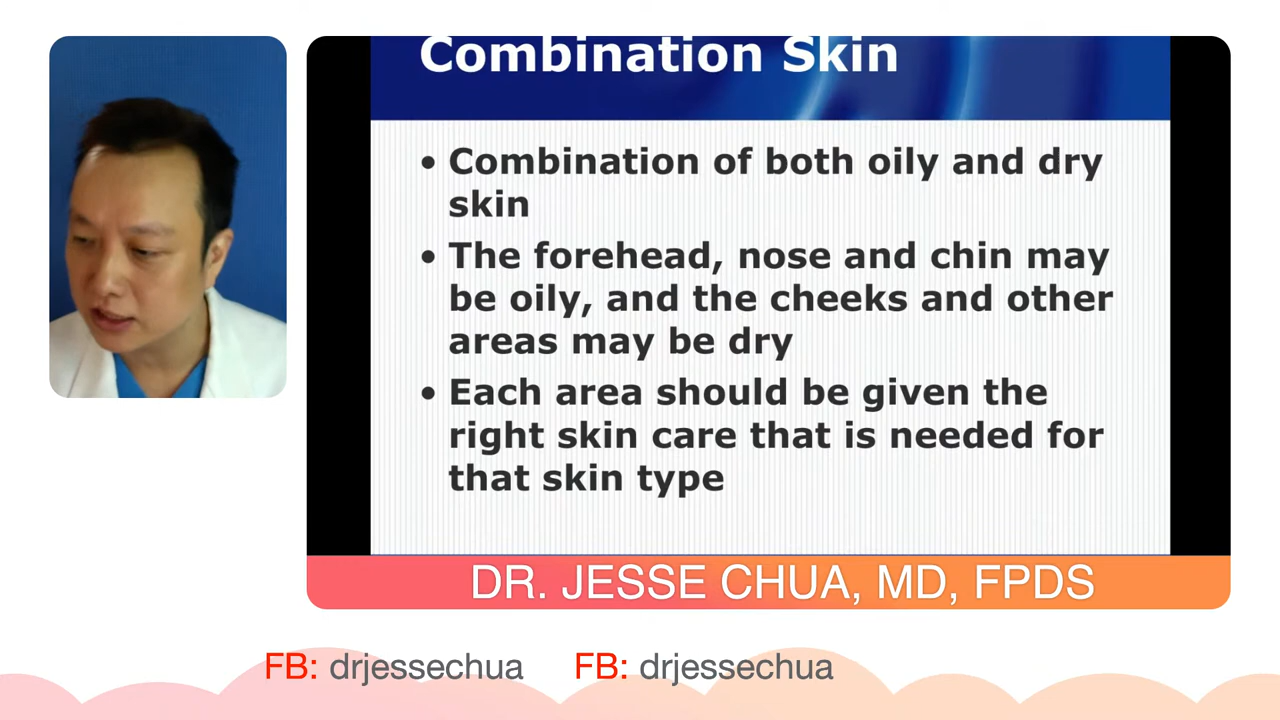 Combination Skin
• Combination of both oily and dry
skin
• The forehead, nose and chin may
be oily, and the cheeks and other
areas may be dry
• Each area should be given the
right skin care that is needed for
that skin type
DR. JESSE CHUA, MD, FPDS
FB: drjessechua FB: drjessechua